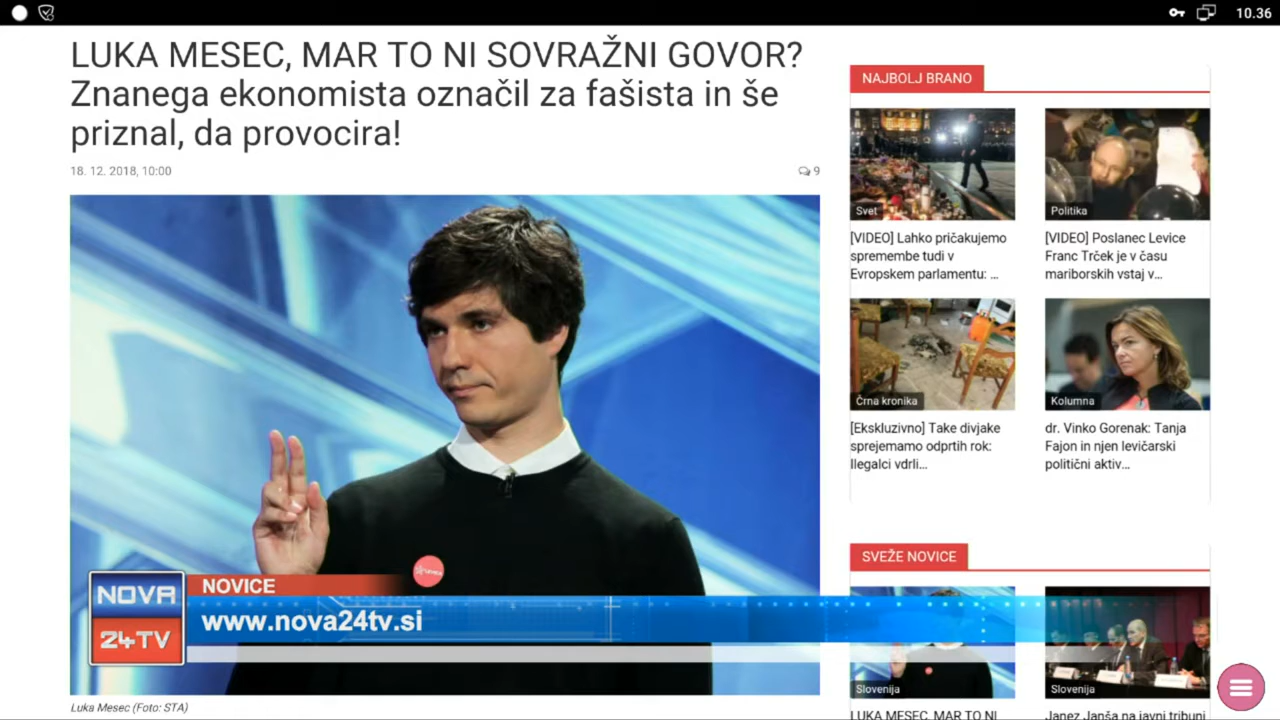 10.36
LUKA MESEC, MAR TO NI SOVRAŽNI GOVOR?
Znanega ekonomista označil za fašista in še
priznal, da provocira!
18. 12. 2018, 10:00
9
NOVICE
NOVA
24TV
www.nova24tv.si
Luka Mesec (Foto: STA)
NAJBOLJ BRANO
Svet
[VIDEO] Lahko pričakujemo
spremembe tudi v
Evropskem parlamentu: ...
Politika
[VIDEO] Poslanec Levice
Franc Trček je v času
mariborskih vstaj v...
Črna kronika
[Ekskluzivno] Take divjake
sprejemamo odprtih rok:
Ilegalci vdrli...
Kolumna
dr. Vinko Gorenak: Tanja
Fajon in njen levičarski
politični aktiv...
SVEŽE NOVICE
Slovenija
LUKA MESEC, MAR TO NI
Slovenija
Janez Janša na javni tribuni